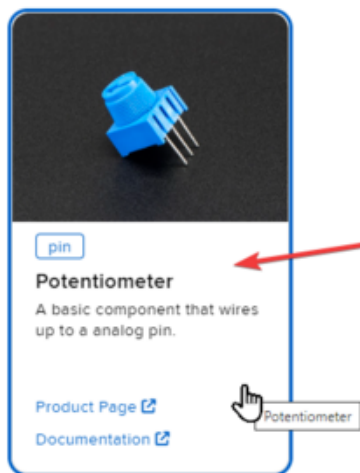 pin
Potentiometer
A basic component that wires
up to a analog pin.
Product Page
Documentation
Potentiometer